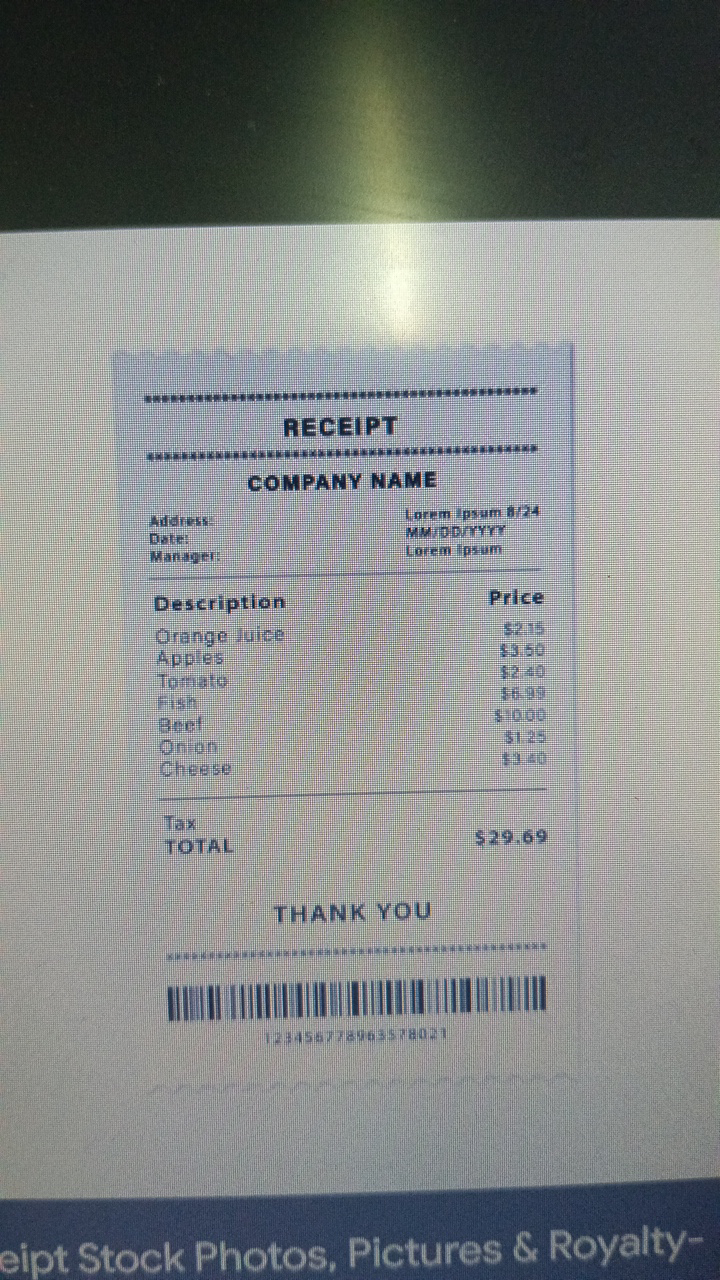 RECEIPT
COMPANY NAME
Address: Lorem Ipsum 8/24
Date: MM/DD/YYYY
Manager: Lorem Ipsum
Description Price
Orange Juice $2.15
Apples $3.50
Tomato $2.40
Fish $6.99
Beef $10.00
Onion $1.25
Cheese $3.40
Tax
TOTAL $29.69
THANK YOU
123456778963578021
eipt Stock Photos, Pictures & Royalty-